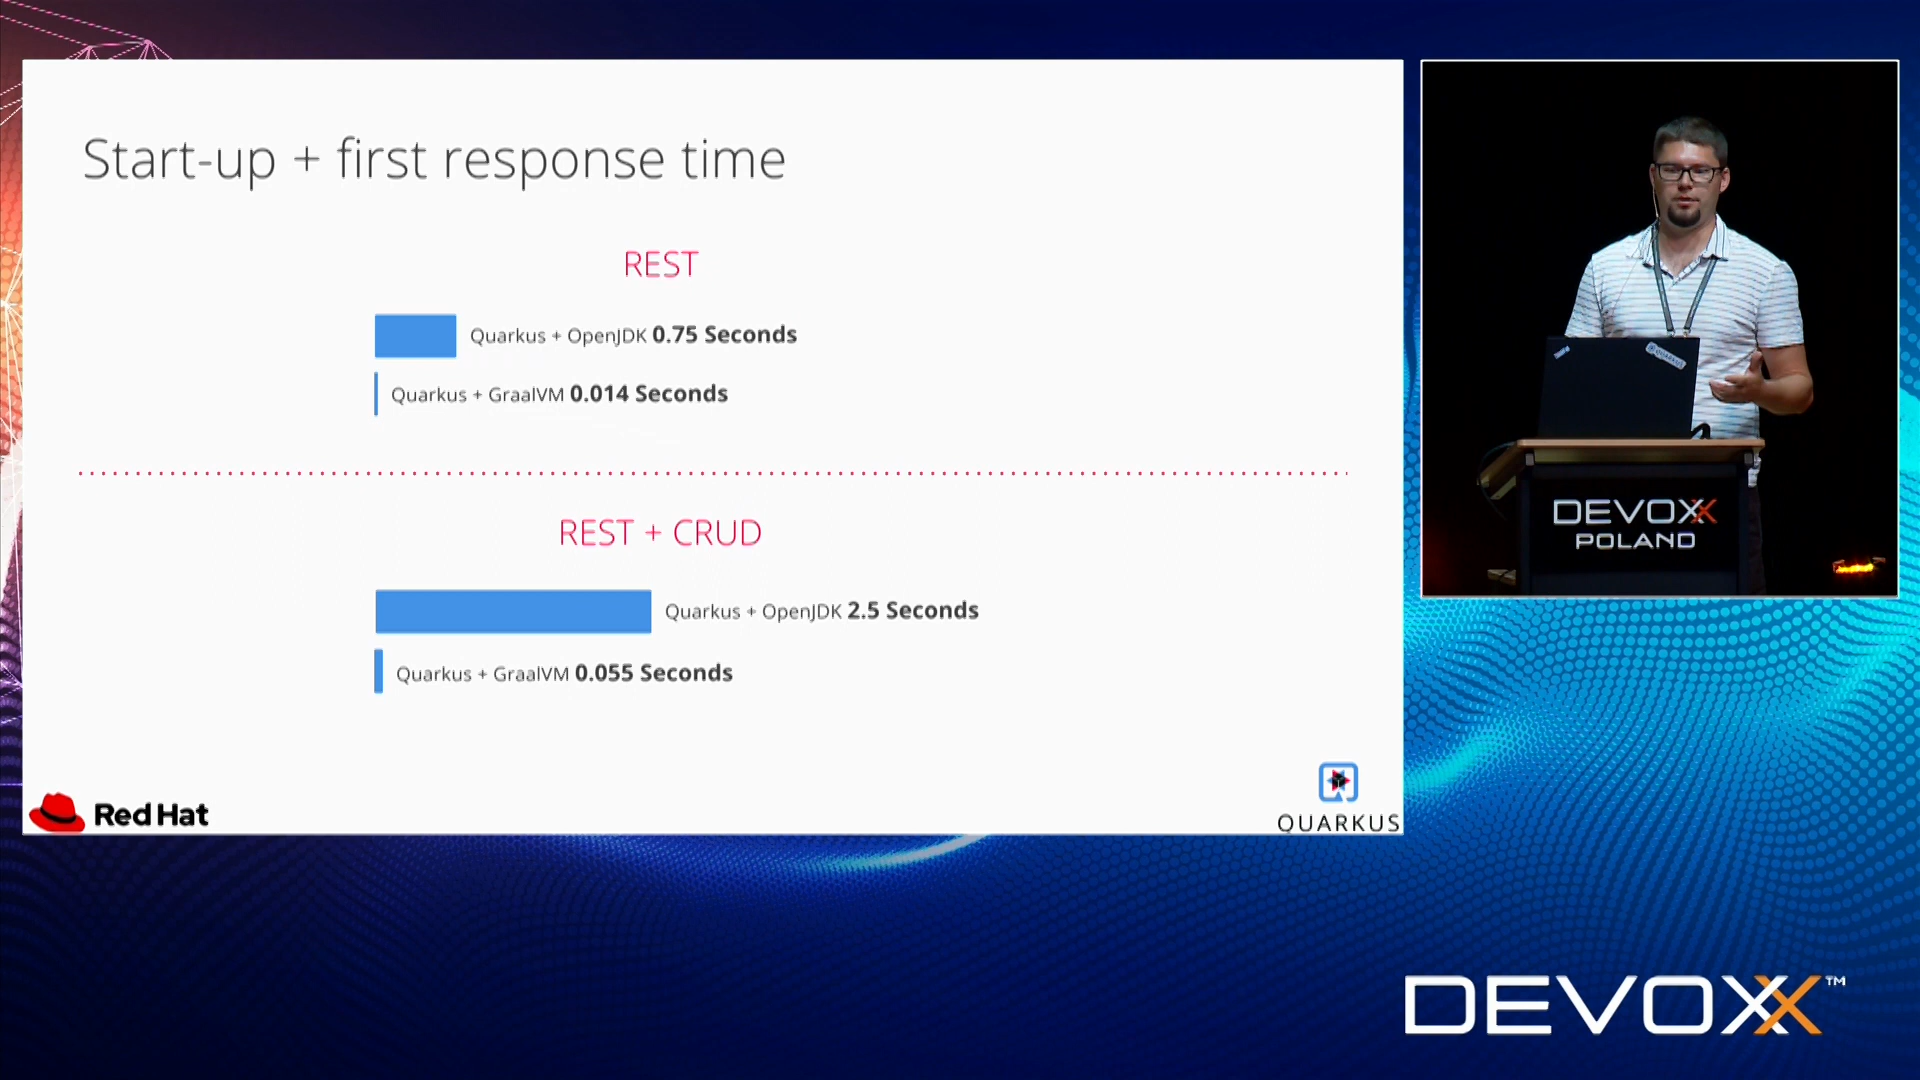 Start-up + first response time
REST
Quarkus + OpenJDK 0.75 Seconds
Quarkus + GraalVM 0.014 Seconds
REST + CRUD
Quarkus + OpenJDK 2.5 Seconds
Quarkus + GraalVM 0.055 Seconds
Red Hat
QUARKUS
QUARKUS
DEVOXX
POLAND
DEVOXX™